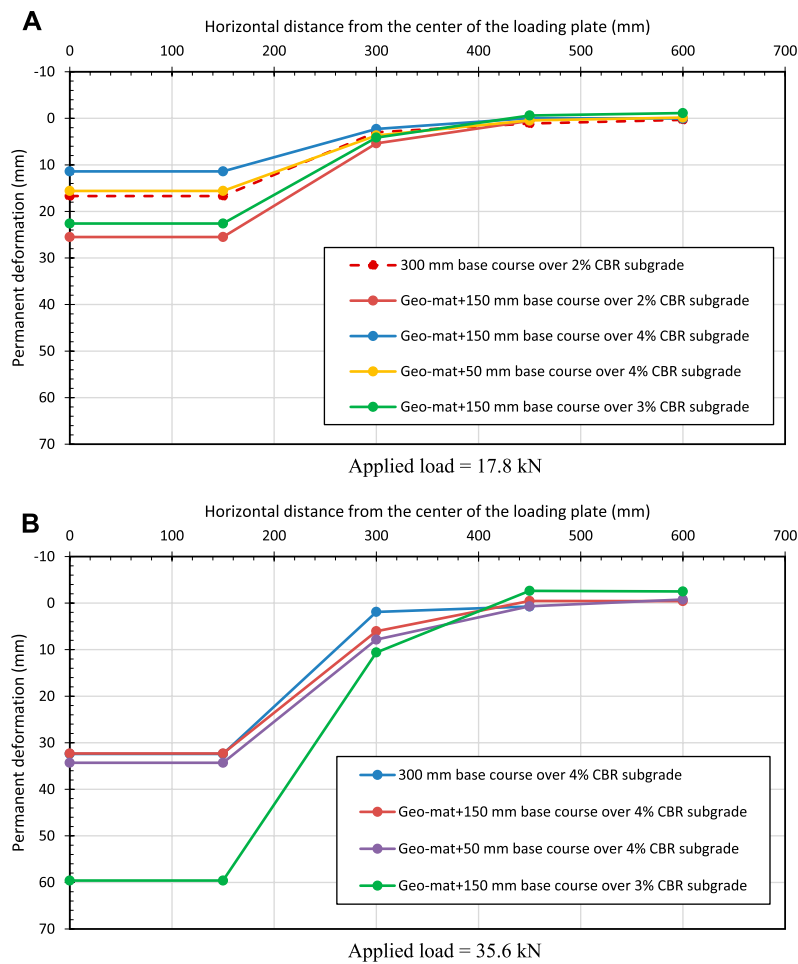 A
Horizontal distance from the center of the loading plate (mm)
0 100 200 300 400 500 600 700
-10
0
10
20
30
40
50
60
70
Permanent deformation (mm)
300 mm base course over 2% CBR subgrade
Geo-mat+150 mm base course over 2% CBR subgrade
Geo-mat+150 mm base course over 4% CBR subgrade
Geo-mat+50 mm base course over 4% CBR subgrade
Geo-mat+150 mm base course over 3% CBR subgrade
Applied load = 17.8 kN
B
Horizontal distance from the center of the loading plate (mm)
0 100 200 300 400 500 600 700
-10
0
10
20
30
40
50
60
70
Permanent deformation (mm)
300 mm base course over 4% CBR subgrade
Geo-mat+150 mm base course over 4% CBR subgrade
Geo-mat+50 mm base course over 4% CBR subgrade
Geo-mat+150 mm base course over 3% CBR subgrade
Applied load = 35.6 kN